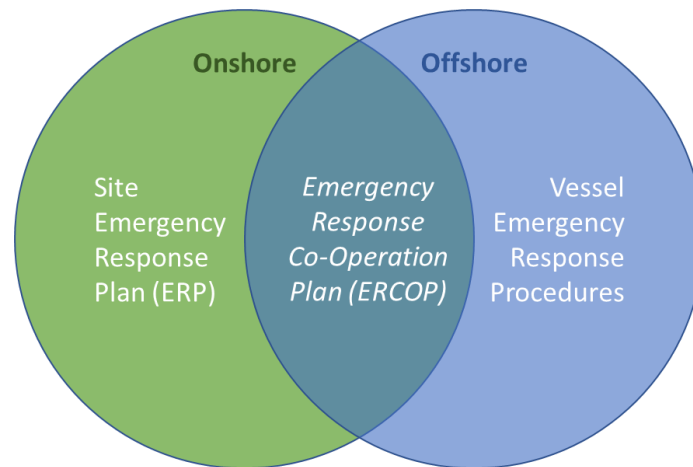 Onshore
Offshore
Site
Emergency
Response
Plan (ERP)
Emergency
Response
Co-Operation
Plan (ERCOP)
Vessel
Emergency
Response
Procedures